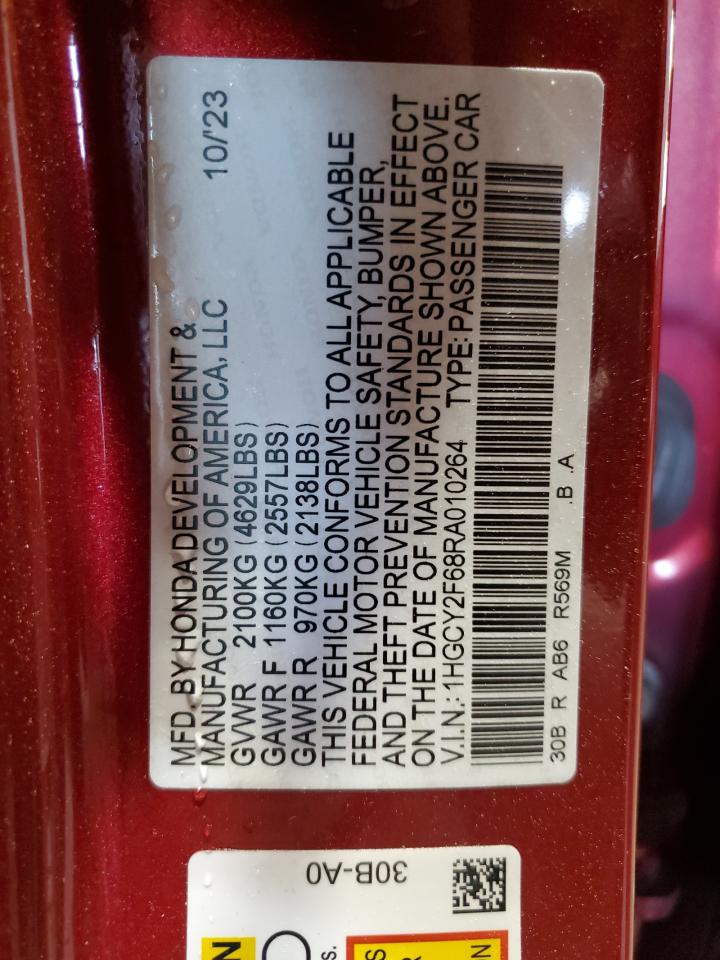 MFD. BY HONDA DEVELOPMENT &
MANUFACTURING OF AMERICA, LLC 10/'23
GVWR 2100KG (4629LBS)
GAWR F 1160KG (2557LBS)
GAWR R 970KG (2138LBS)
THIS VEHICLE CONFORMS TO ALL APPLICABLE
FEDERAL MOTOR VEHICLE SAFETY, BUMPER,
AND THEFT PREVENTION STANDARDS IN EFFECT
ON THE DATE OF MANUFACTURE SHOWN ABOVE.
V.I.N.: 1HGCY2F68RA010264 TYPE: PASSENGER CAR
30B R AB6 R569M .B .A
30B-A0